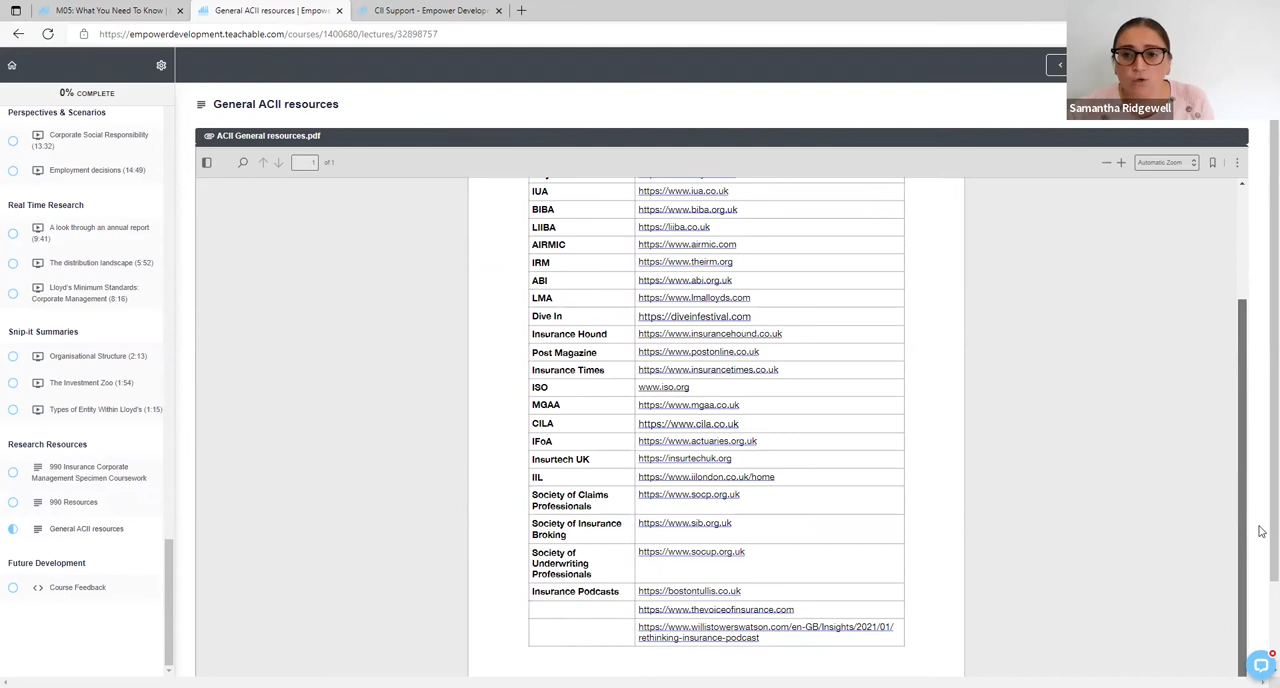 M05: What You Need To Know |
General ACII resources | Empow
CII Support - Empower Developm
https://empowerdevelopment.teachable.com/courses/1400680/lectures/32898757
0% COMPLETE
Perspectives & Scenarios
Corporate Social Responsibility
(13:32)
Employment decisions (14:49)
Real Time Research
A look through an annual report
(9:41)
The distribution landscape (5:52)
Lloyd's Minimum Standards:
Corporate Management (8:16)
Snip-it Summaries
Organisational Structure (2:13)
The Investment Zoo (1:54)
Types of Entity Within Lloyd's (1:15)
Research Resources
990 Insurance Corporate
Management Specimen Coursework
990 Resources
General ACII resources
Future Development
Course Feedback
General ACII resources
ACII General resources.pdf
1 of 1
Automatic Zoom
IUA https://www.iua.co.uk
BIBA https://www.biba.org.uk
LIIBA https://liiba.co.uk
AIRMIC https://www.airmic.com
IRM https://www.theirm.org
ABI https://www.abi.org.uk
LMA https://www.lmalloyds.com
Dive In https://diveinfestival.com
Insurance Hound https://www.insurancehound.co.uk
Post Magazine https://www.postonline.co.uk
Insurance Times https://www.insurancetimes.co.uk
ISO www.iso.org
MGAA https://www.mgaa.co.uk
CILA https://www.cila.co.uk
IFoA https://www.actuaries.org.uk
Insurtech UK https://insurtechuk.org
IIL https://www.iilondon.co.uk/home
Society of Claims https://www.socp.org.uk
Professionals
Society of Insurance https://www.sib.org.uk
Broking
Society of https://www.socup.org.uk
Underwriting
Professionals
Insurance Podcasts https://bostontullis.co.uk
https://www.thevoiceofinsurance.com
https://www.willistowerswatson.com/en-GB/Insights/2021/01/
rethinking-insurance-podcast
Samantha Ridgewell